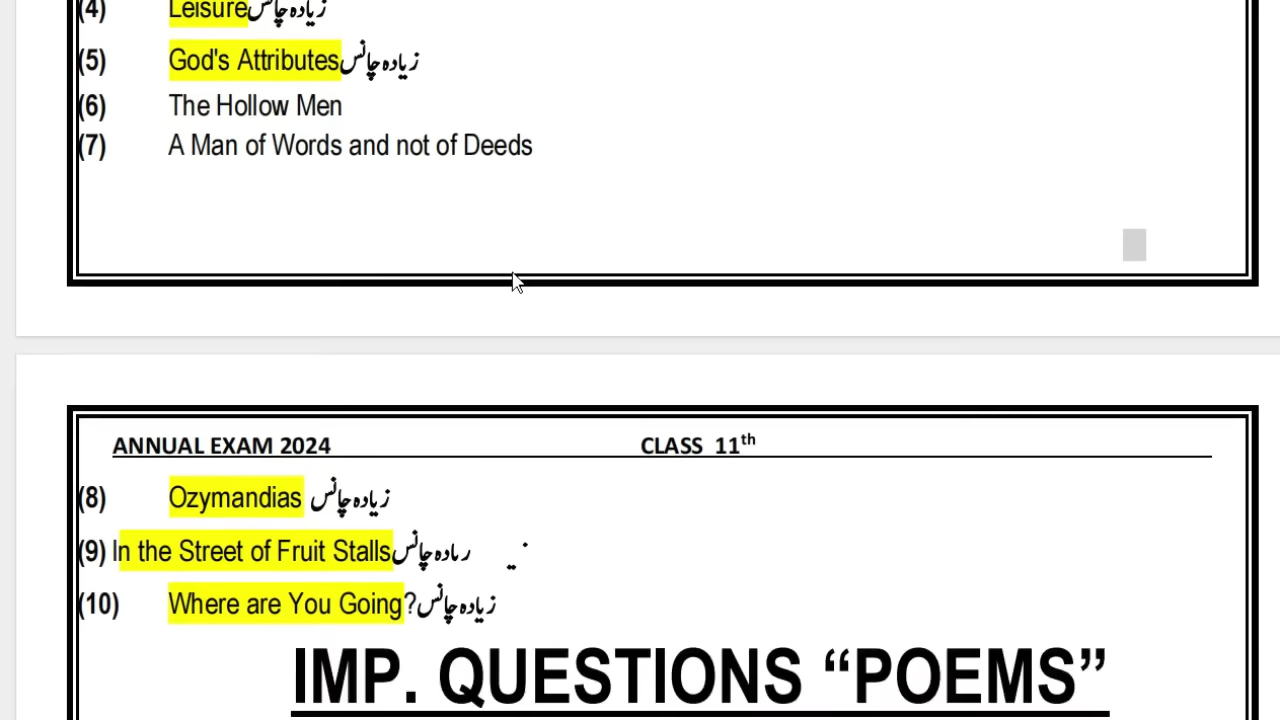 (4) Leisure زیادہ چانس
(5) God's Attributes زیادہ چانس
(6) The Hollow Men
(7) A Man of Words and not of Deeds
ANNUAL EXAM 2024 CLASS 11th
(8) Ozymandias زیادہ چانس
(9) In the Street of Fruit Stalls زیادہ چانس
(10) Where are You Going? زیادہ چانس
IMP. QUESTIONS “POEMS”